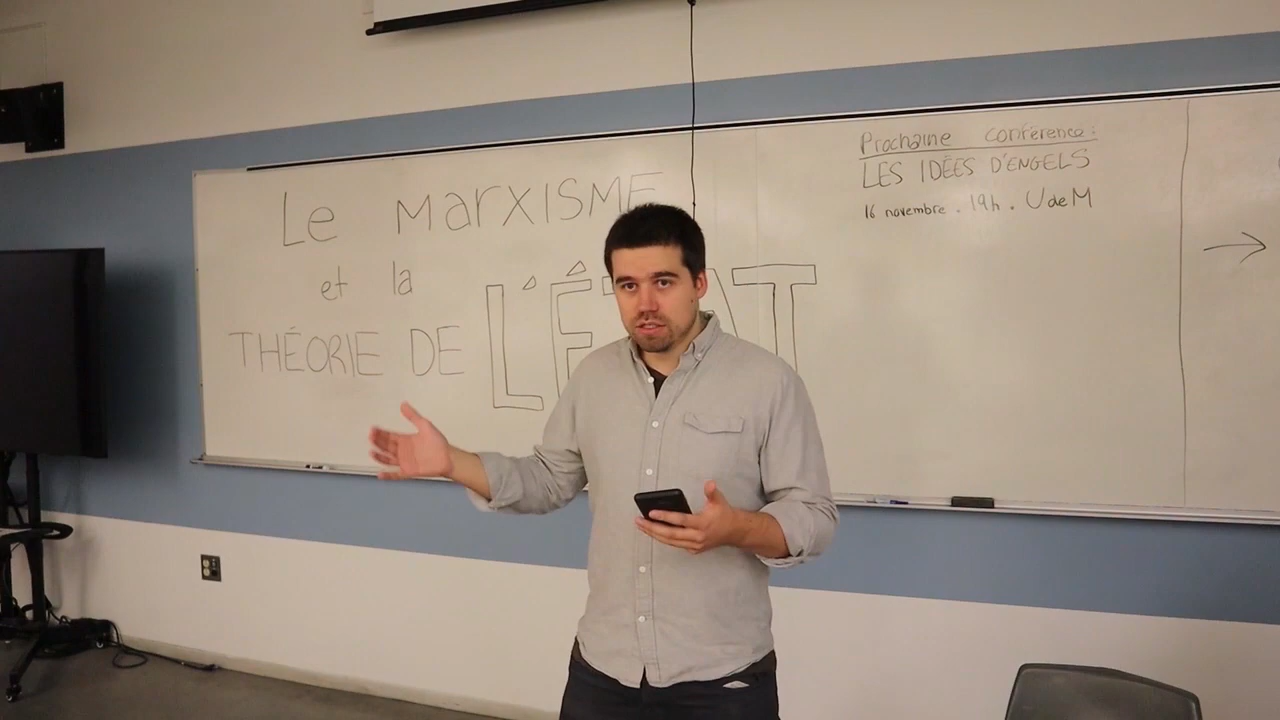 Le marxisme
et la
THÉORIE DE L'ÉTAT
Prochaine conférence:
LES IDÉES D'ENGELS
16 novembre. 19h. UdeM